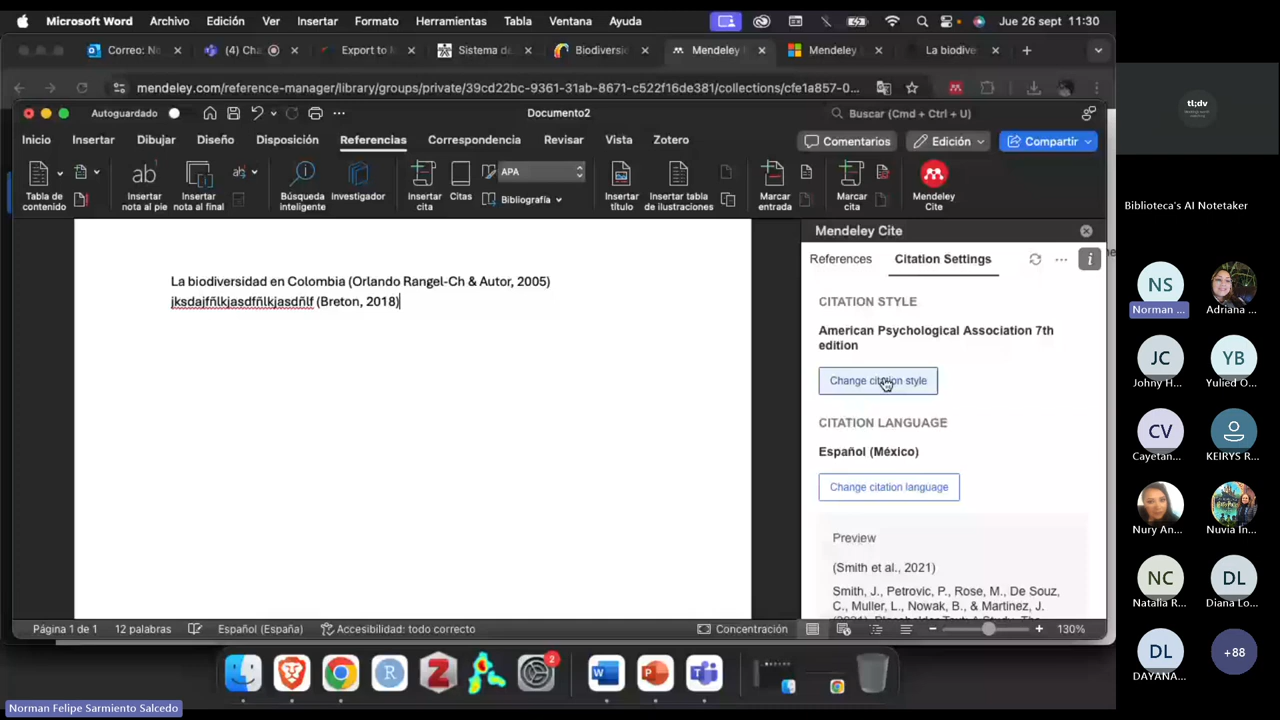 Microsoft Word Archivo Edición Ver Insertar Formato Herramientas Tabla Ventana Ayuda Jue 26 sept 11:30
Correo: No
(4) Cha
Export to
Sistema de
Biodiversi
Mendeley
Mendeley
La biodive
mendeley.com/reference-manager/library/groups/private/39cd22bc-9361-31ab-8671-c522f16de381/collections/cfe1a857-0...
Autoguardado
Documento2
Buscar (Cmd + Ctrl + U)
Inicio Insertar Dibujar Diseño Disposición Referencias Correspondencia Revisar Vista Zotero
Comentarios
Edición
Compartir
Tabla de contenido
ab
Insertar nota al pie
Insertar nota al final
Búsqueda inteligente
Investigador
Insertar cita
Citas
APA
Bibliografía
Insertar título
Insertar tabla de ilustraciones
Marcar entrada
Marcar cita
Mendeley Cite
La biodiversidad en Colombia (Orlando Rangel-Ch & Autor, 2005)
jksdajfñlkjasdfñlkjasdñlf (Breton, 2018)
Mendeley Cite
References Citation Settings
CITATION STYLE
American Psychological Association 7th
edition
Change citation style
CITATION LANGUAGE
Español (México)
Change citation language
Preview
(Smith et al., 2021)
Smith, J., Petrovic, P., Rose, M., De Souz,
C., Muller, L., Nowak, B., & Martinez, J.
Página 1 de 1 12 palabras Español (España) Accesibilidad: todo correcto Concentración 130%
2
Norman Felipe Sarmiento Salcedo
tl;dv
Biblioteca's AI Notetaker
NS
Norman ...
Adriana ...
JC
Johny H...
YB
Yulied O...
CV
Cayetan...
KEIRYS R...
Nury An...
Nuvia In...
NC
Natalia R...
DL
Diana Lo...
DL
DAYANA...
+88